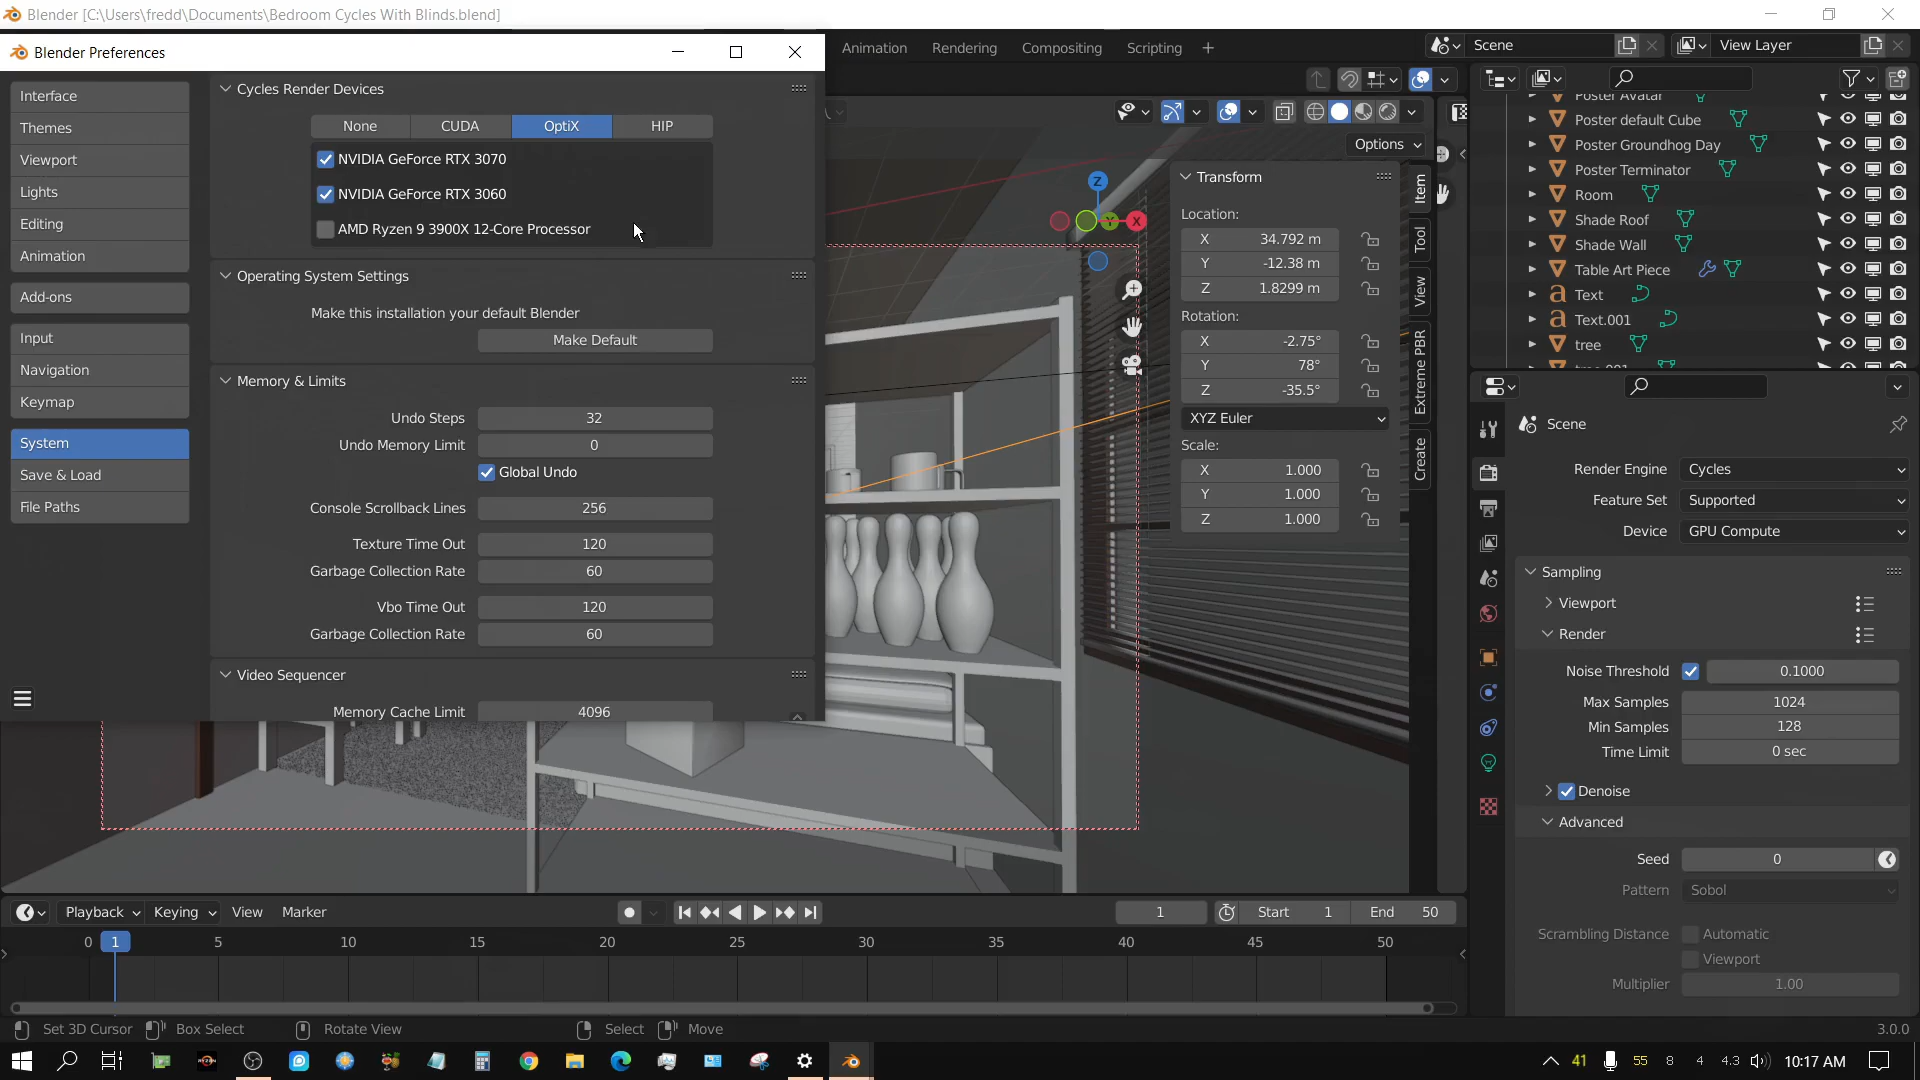 Blender [C:\Users\fredd\Documents\Bedroom Cycles With Blinds.blend]
Blender Preferences
Animation
Rendering
Compositing
Scripting
Scene
View Layer
Interface
Themes
Viewport
Lights
Editing
Animation
Add-ons
Input
Navigation
Keymap
System
Save & Load
File Paths
Cycles Render Devices
None
CUDA
OptiX
HIP
NVIDIA GeForce RTX 3070
NVIDIA GeForce RTX 3060
AMD Ryzen 9 3900X 12-Core Processor
Operating System Settings
Make this installation your default Blender
Make Default
Memory & Limits
Undo Steps 32
Undo Memory Limit 0
Global Undo
Console Scrollback Lines 256
Texture Time Out 120
Garbage Collection Rate 60
Vbo Time Out 120
Garbage Collection Rate 60
Video Sequencer
Memory Cache Limit 4096
Options
Z
Y
X
Transform
Location:
X 34.792 m
Y -12.38 m
Z 1.8299 m
Rotation:
X -2.75°
Y 78°
Z -35.5°
XYZ Euler
Scale:
X 1.000
Y 1.000
Z 1.000
Item
Tool
View
Extreme PBR
Create
Poster Avatar
Poster default Cube
Poster Groundhog Day
Poster Terminator
Room
Shade Roof
Shade Wall
Table Art Piece
Text
Text.001
tree
tree.001
Scene
Render Engine Cycles
Feature Set Supported
Device GPU Compute
Sampling
Viewport
Render
Noise Threshold 0.1000
Max Samples 1024
Min Samples 128
Time Limit 0 sec
Denoise
Advanced
Seed 0
Pattern Sobol
Scrambling Distance Automatic
Viewport
Multiplier 1.00
Playback
Keying
View
Marker
1
Start 1
End 50
0 1 5 10 15 20 25 30 35 40 45 50
Set 3D Cursor
Box Select
Rotate View
Select
Move
3.0.0
RYZEN
41
55
8
4
4.3
10:17 AM